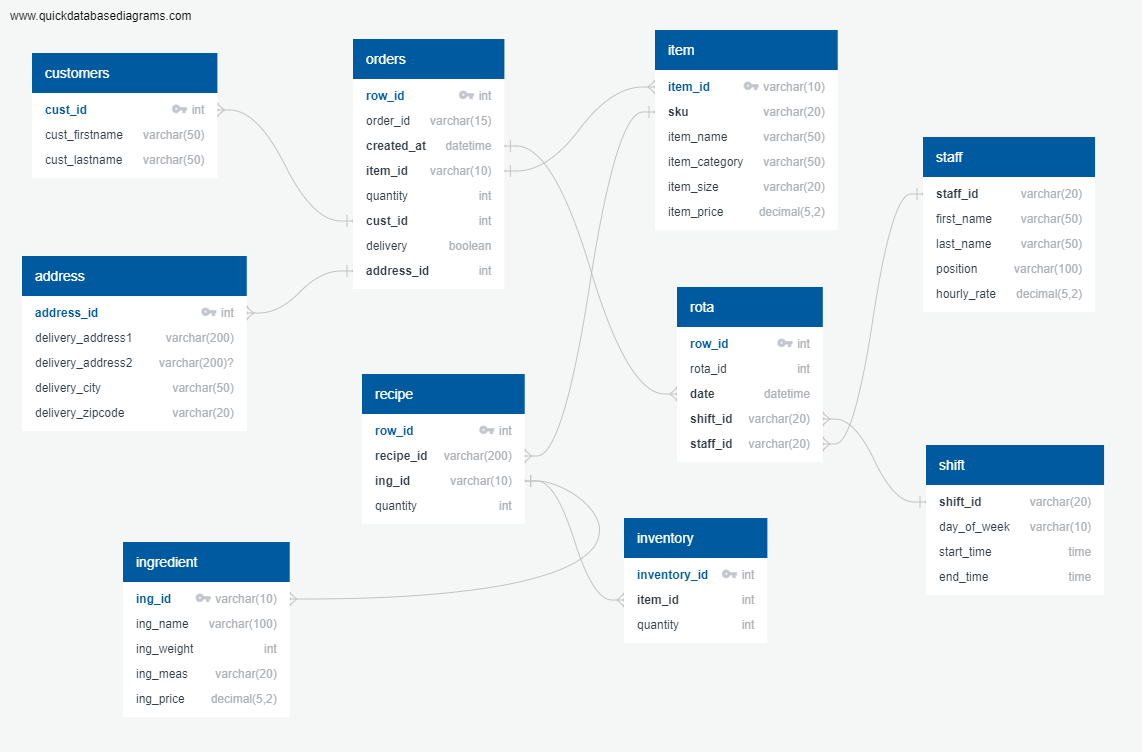 www.quickdatabasediagrams.com
customers
cust_id int
cust_firstname varchar(50)
cust_lastname varchar(50)
orders
row_id int
order_id varchar(15)
created_at datetime
item_id varchar(10)
quantity int
cust_id int
delivery boolean
address_id int
item
item_id varchar(10)
sku varchar(20)
item_name varchar(50)
item_category varchar(50)
item_size varchar(20)
item_price decimal(5,2)
staff
staff_id varchar(20)
first_name varchar(50)
last_name varchar(50)
position varchar(100)
hourly_rate decimal(5,2)
address
address_id int
delivery_address1 varchar(200)
delivery_address2 varchar(200)?
delivery_city varchar(50)
delivery_zipcode varchar(20)
rota
row_id int
rota_id int
date datetime
shift_id varchar(20)
staff_id varchar(20)
recipe
row_id int
recipe_id varchar(200)
ing_id varchar(10)
quantity int
shift
shift_id varchar(20)
day_of_week varchar(10)
start_time time
end_time time
ingredient
ing_id varchar(10)
ing_name varchar(100)
ing_weight int
ing_meas varchar(20)
ing_price decimal(5,2)
inventory
inventory_id int
item_id int
quantity int